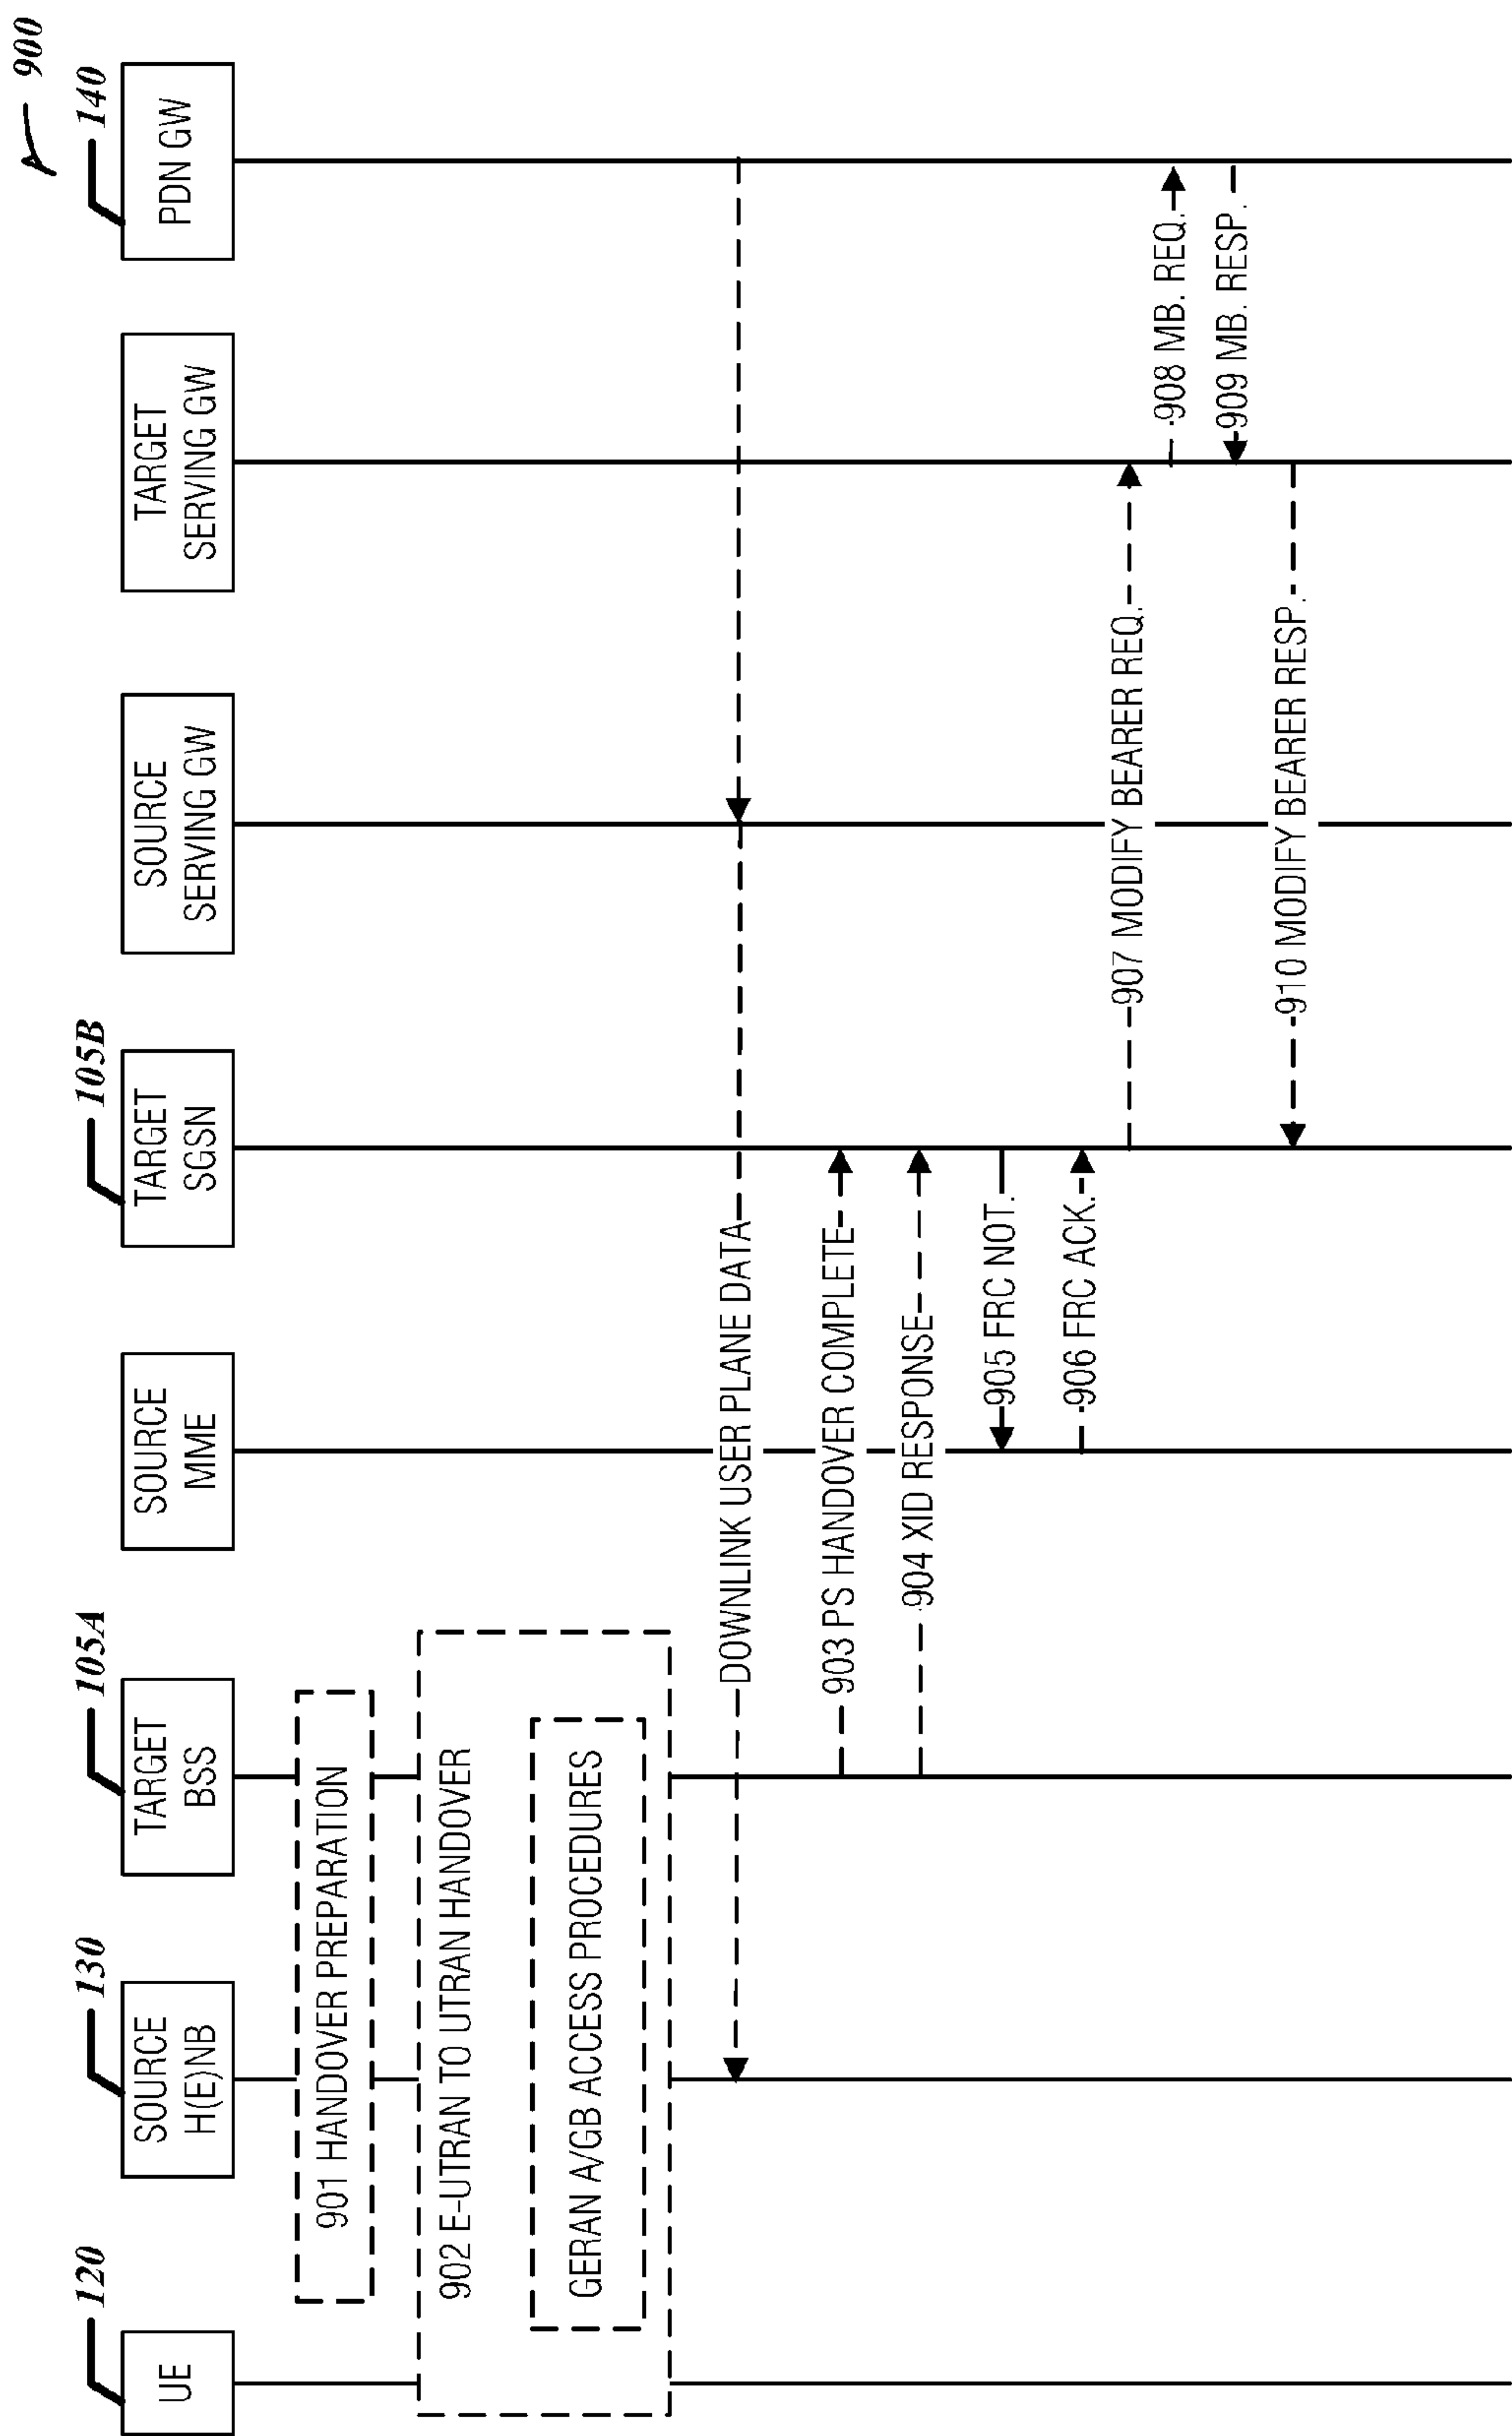 900
120
130
105A
105B
140
UE
SOURCE
H(E)NB
TARGET
BSS
SOURCE
MME
TARGET
SGSN
SOURCE
SERVING GW
TARGET
SERVING GW
PDN GW
901 HANDOVER PREPARATION
902 E-UTRAN TO UTRAN HANDOVER
GERAN A/GB ACCESS PROCEDURES
DOWNLINK USER PLANE DATA
903 PS HANDOVER COMPLETE
904 XID RESPONSE
905 FRC NOT.
906 FRC ACK.
907 MODIFY BEARER REQ.
908 MB. REQ.
909 MB. RESP.
910 MODIFY BEARER RESP.